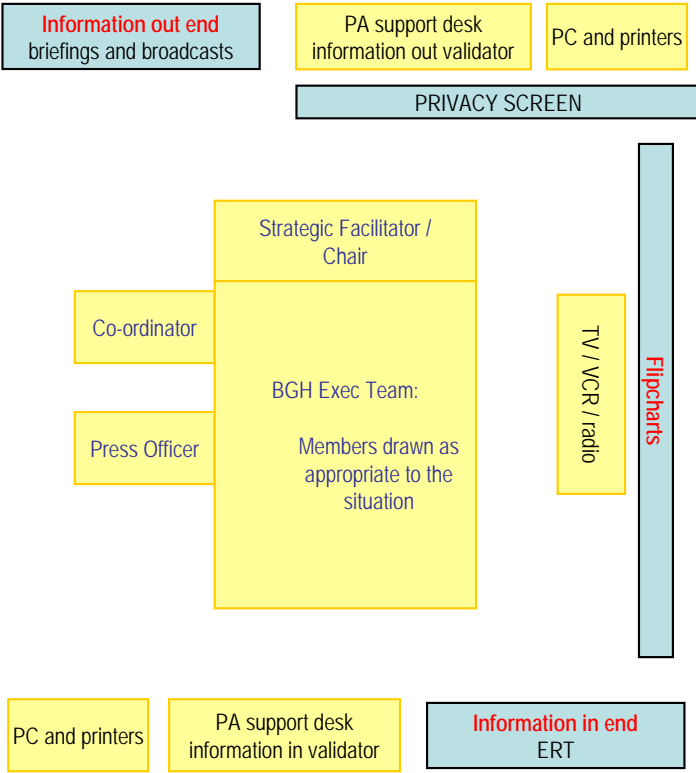 Information out end
briefings and broadcasts
PA support desk
information out validator
PC and printers
PRIVACY SCREEN
Strategic Facilitator /
Chair
Co-ordinator
BGH Exec Team:
Members drawn as
appropriate to the
situation
Press Officer
TV / VCR / radio
Flipcharts
PC and printers
PA support desk
information in validator
Information in end
ERT